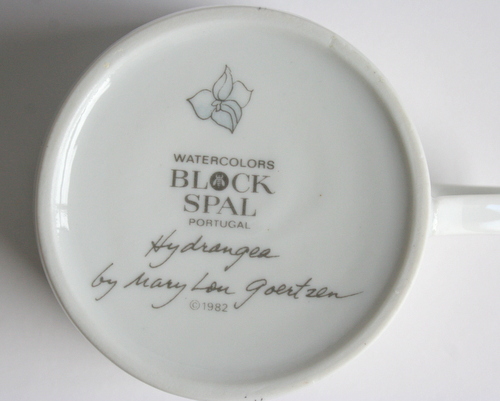 WATERCOLORS
BLOCK
SPAL
PORTUGAL
Hydrangea
by Mary Lou Goertzen
©1982